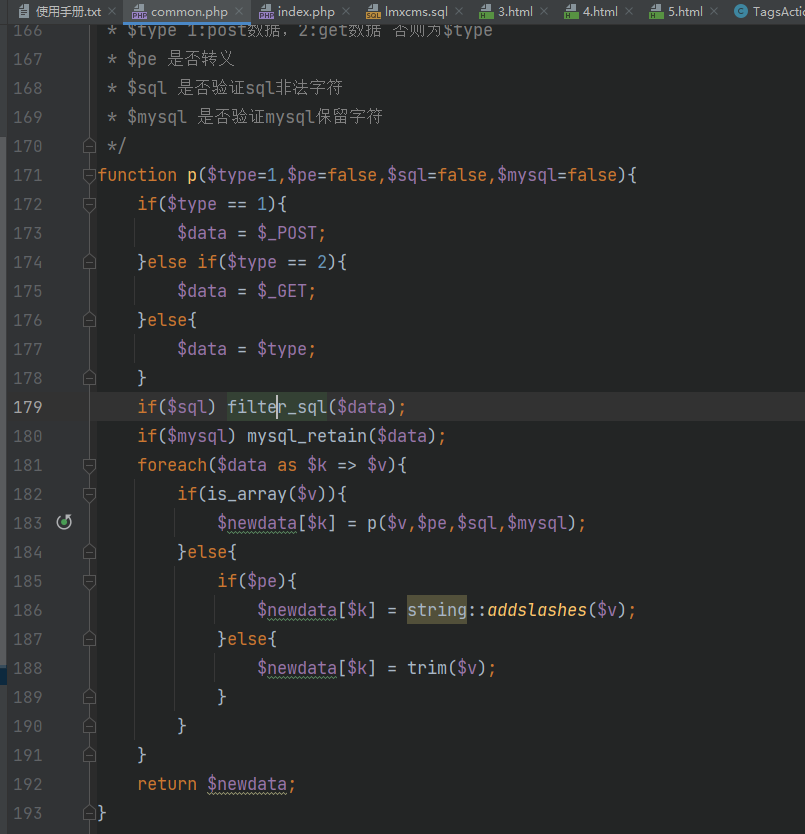 使用手册.txt × common.php × index.php × lmxcms.sql × 3.html × 4.html × 5.html × TagsActio
166 * $type 1:post数据, 2:get数据 否则为$type
167 * $pe 是否转义
168 * $sql 是否验证sql非法字符
169 * $mysql 是否验证mysql保留字符
170 */
171 function p($type=1,$pe=false,$sql=false,$mysql=false){
172 if($type == 1){
173 $data = $_POST;
174 }else if($type == 2){
175 $data = $_GET;
176 }else{
177 $data = $type;
178 }
179 if($sql) filter_sql($data);
180 if($mysql) mysql_retain($data);
181 foreach($data as $k => $v){
182 if(is_array($v)){
183 $newdata[$k] = p($v,$pe,$sql,$mysql);
184 }else{
185 if($pe){
186 $newdata[$k] = string::addslashes($v);
187 }else{
188 $newdata[$k] = trim($v);
189 }
190 }
191 }
192 return $newdata;
193 }